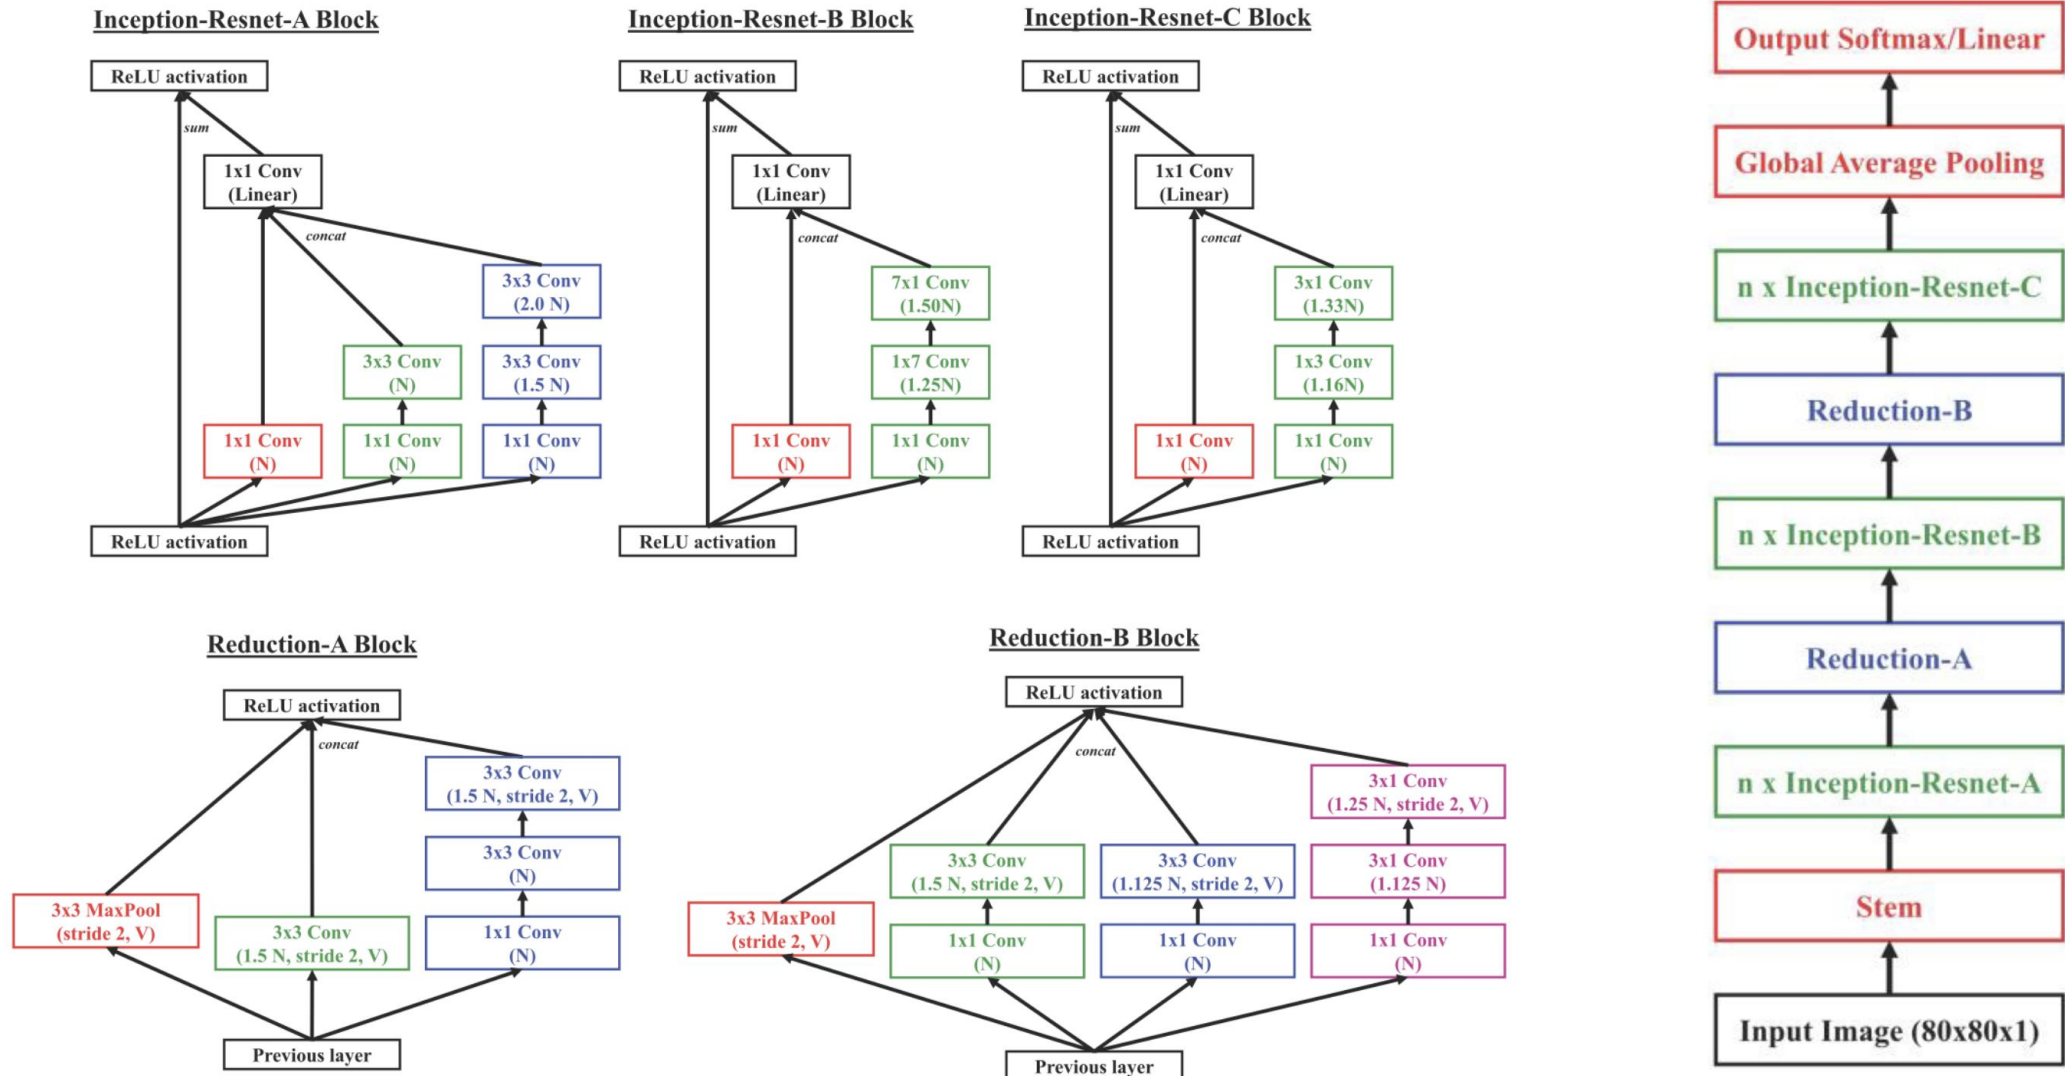 Inception-Resnet-A Block
ReLU activation
sum
1x1 Conv
(Linear)
concat
3x3 Conv
(2.0 N)
3x3 Conv
(N)
3x3 Conv
(1.5 N)
1x1 Conv
(N)
1x1 Conv
(N)
1x1 Conv
(N)
ReLU activation
Inception-Resnet-B Block
ReLU activation
sum
1x1 Conv
(Linear)
concat
7x1 Conv
(1.50N)
1x7 Conv
(1.25N)
1x1 Conv
(N)
1x1 Conv
(N)
ReLU activation
Inception-Resnet-C Block
ReLU activation
sum
1x1 Conv
(Linear)
concat
3x1 Conv
(1.33N)
1x3 Conv
(1.16N)
1x1 Conv
(N)
1x1 Conv
(N)
ReLU activation
Reduction-A Block
ReLU activation
concat
3x3 Conv
(1.5 N, stride 2, V)
3x3 Conv
(N)
3x3 MaxPool
(stride 2, V)
3x3 Conv
(1.5 N, stride 2, V)
1x1 Conv
(N)
Previous layer
Reduction-B Block
ReLU activation
concat
3x1 Conv
(1.25 N, stride 2, V)
3x3 Conv
(1.5 N, stride 2, V)
3x3 Conv
(1.125 N, stride 2, V)
3x1 Conv
(1.125 N)
3x3 MaxPool
(stride 2, V)
1x1 Conv
(N)
1x1 Conv
(N)
1x1 Conv
(N)
Previous layer
Output Softmax/Linear
Global Average Pooling
n x Inception-Resnet-C
Reduction-B
n x Inception-Resnet-B
Reduction-A
n x Inception-Resnet-A
Stem
Input Image (80x80x1)